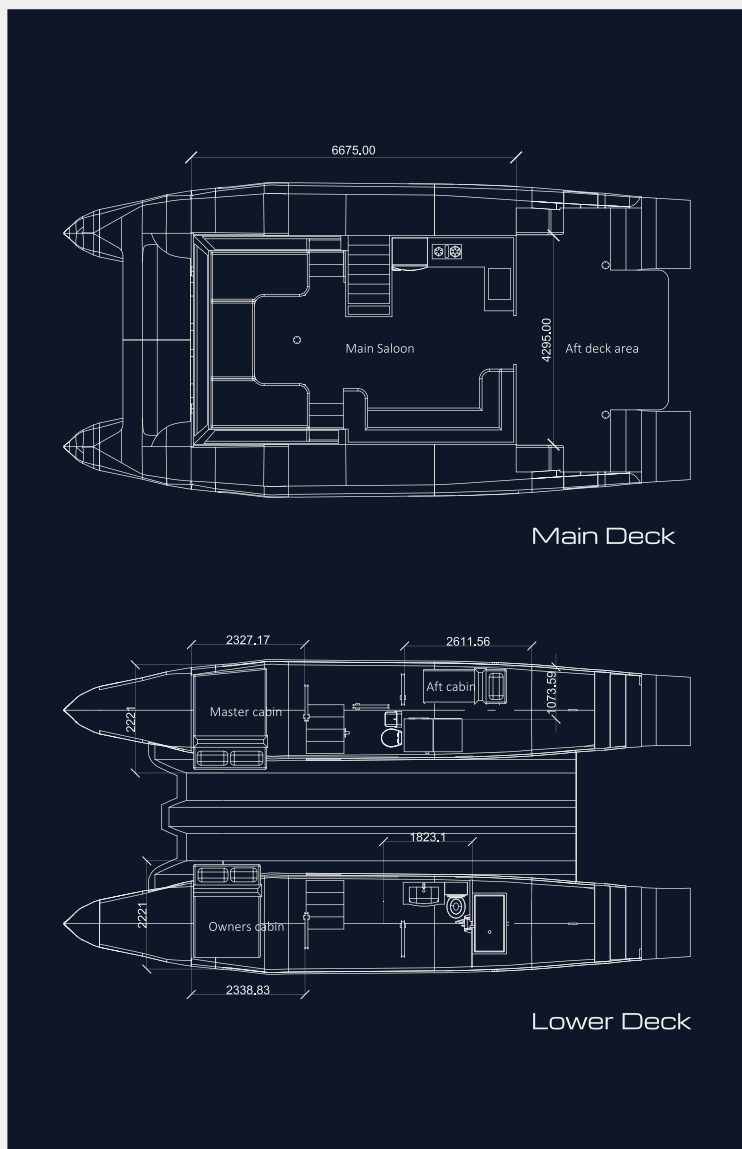 6675.00
Main Saloon
4295.00
Aft deck area
Main Deck
2327.17
2611.56
Aft cabin
1073.59
Master cabin
2221
1823.1
2221
Owners cabin
2338.83
Lower Deck